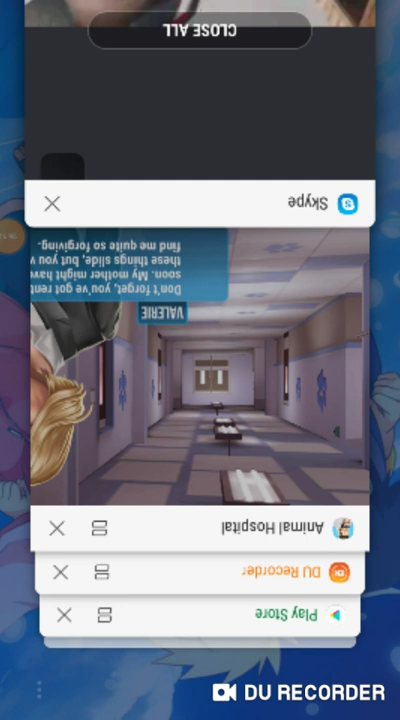 CLOSE ALL
Skype
find me quite so forgiving.
these things slide, but you w
soon. My mother might have
Don't forget, you've got rent
VALERIE
Animal Hospital
DU Recorder
Play Store
DU RECORDER